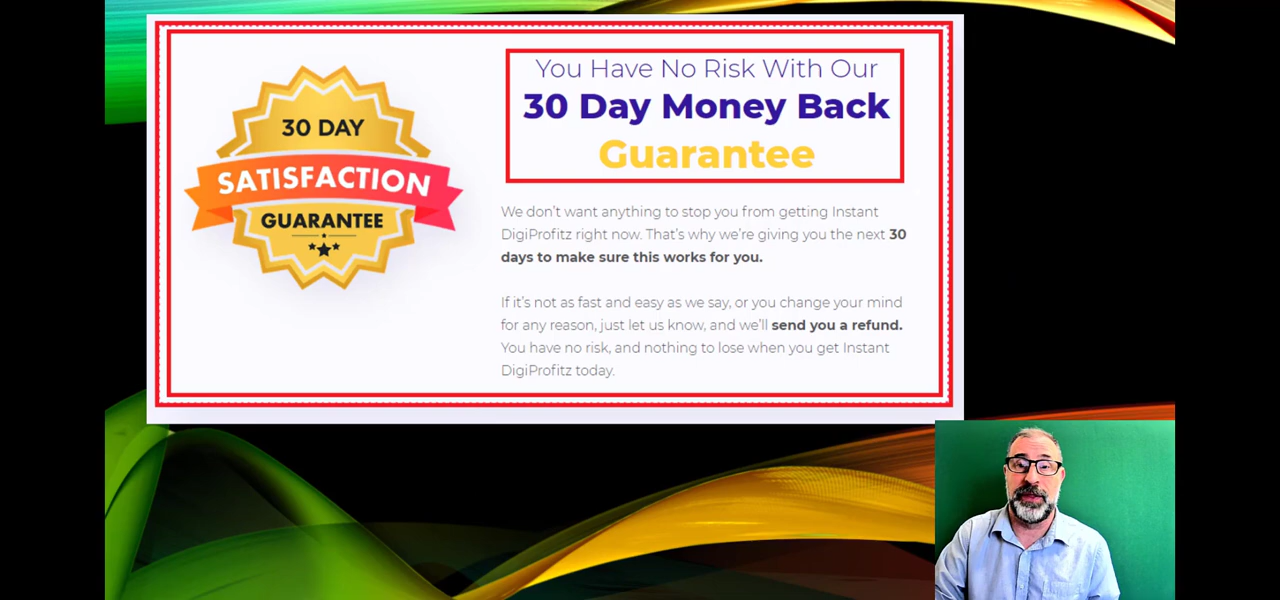 30 DAY
SATISFACTION
GUARANTEE
You Have No Risk With Our
30 Day Money Back
Guarantee
We don't want anything to stop you from getting Instant
DigiProfitz right now. That's why we're giving you the next 30
days to make sure this works for you.
If it's not as fast and easy as we say, or you change your mind
for any reason, just let us know, and we'll send you a refund.
You have no risk, and nothing to lose when you get Instant
DigiProfitz today.